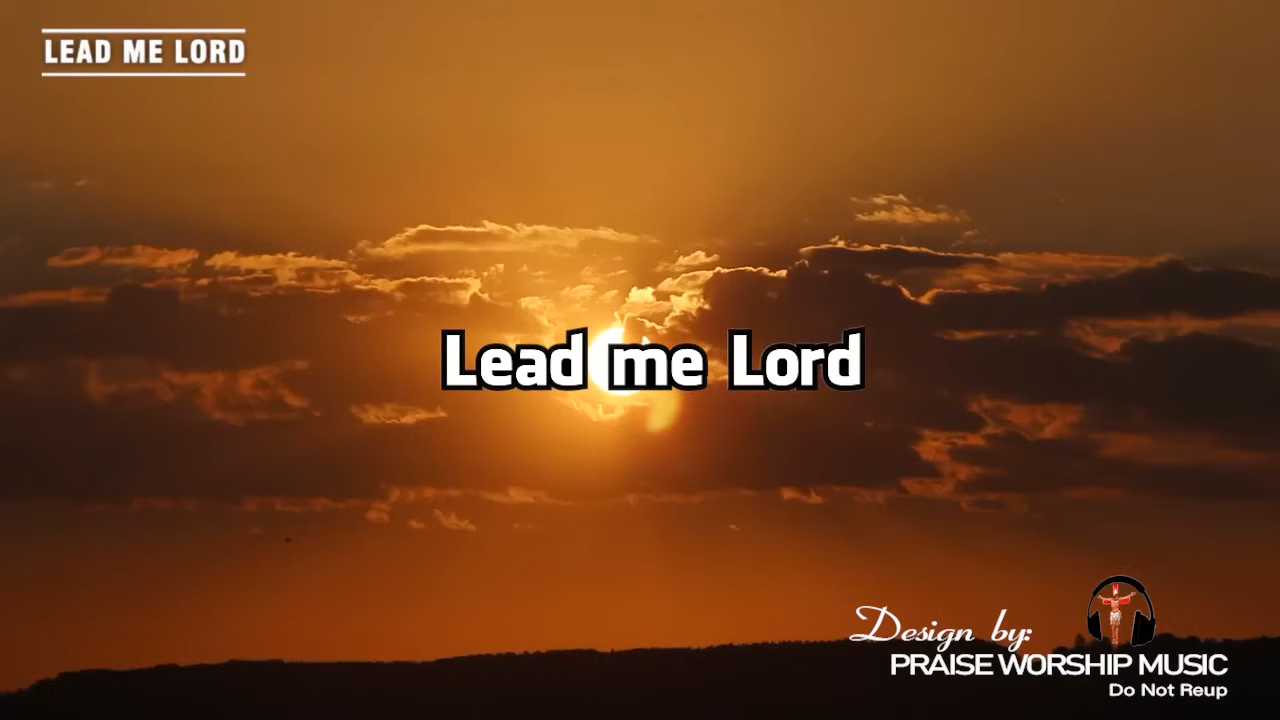 LEAD ME LORD
Lead me Lord
Design by:
PRAISE WORSHIP MUSIC
Do Not Reup